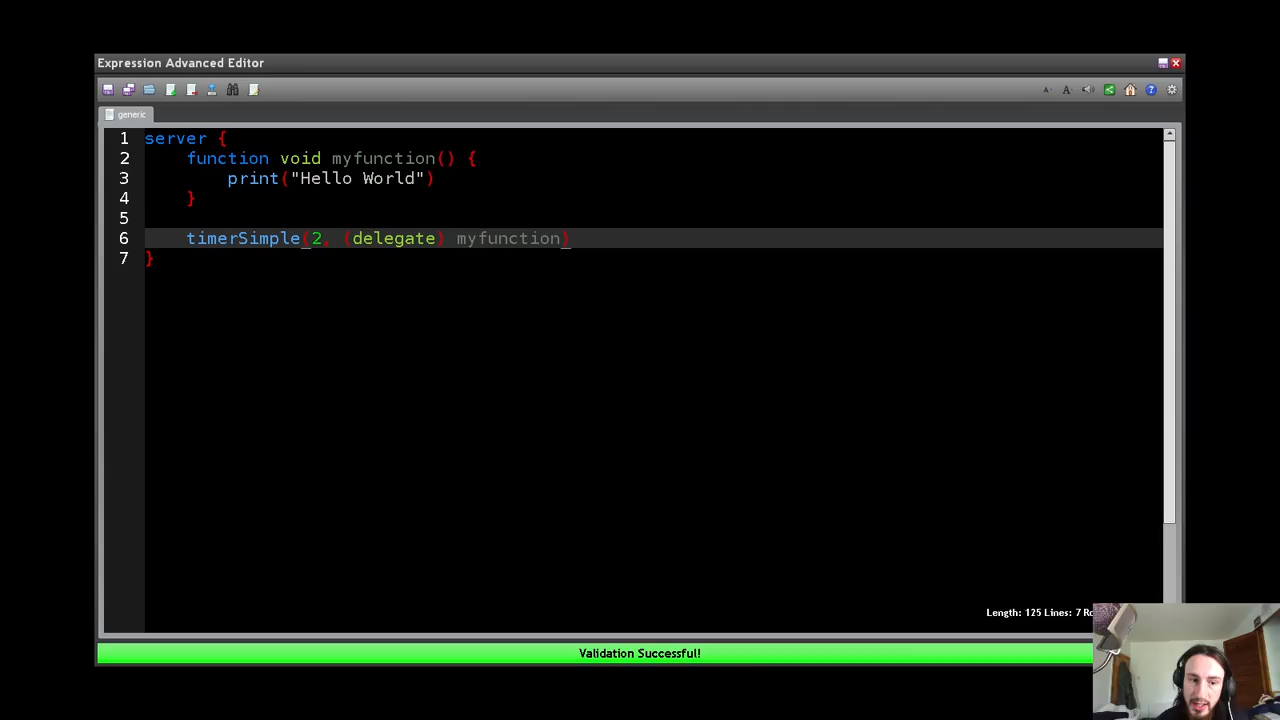 Expression Advanced Editor
generic
1 server {
2 function void myfunction() {
3 print("Hello World")
4 }
5
6 timerSimple(2, (delegate) myfunction)
7 }
Length: 125 Lines: 7
Validation Successful!